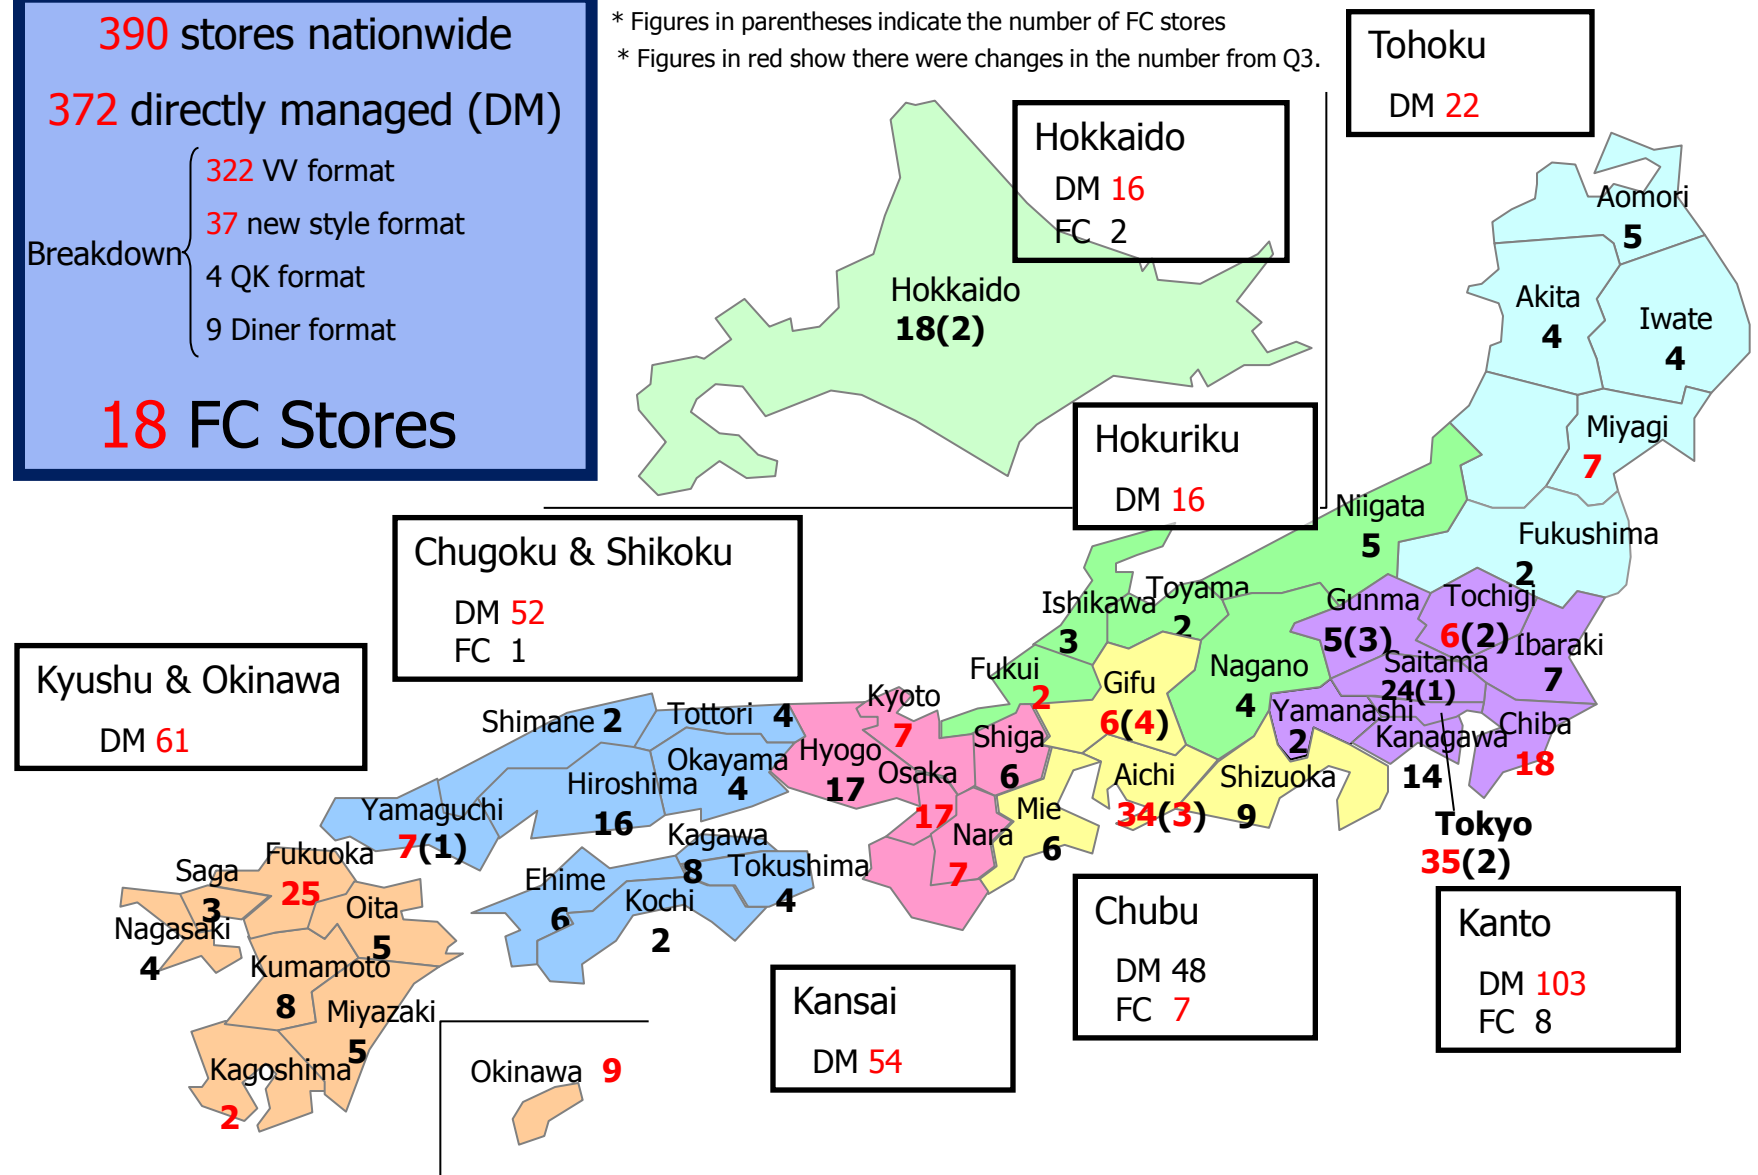 390 stores nationwide
372 directly managed (DM)
Breakdown
322 VV format
37 new style format
4 QK format
9 Diner format
18 FC Stores
* Figures in parentheses indicate the number of FC stores
* Figures in red show there were changes in the number from Q3.
Tohoku
DM 22
Hokkaido
DM 16
FC 2
Hokkaido
18(2)
Aomori
5
Akita
4
Iwate
4
Miyagi
7
Fukushima
2
Hokuriku
DM 16
Niigata
5
Toyama
2
Ishikawa
3
Fukui
2
Nagano
4
Chugoku & Shikoku
DM 52
FC 1
Kyushu & Okinawa
DM 61
Gunma
5(3)
Tochigi
6(2)
Ibaraki
7
Saitama
24(1)
Yamanashi
2
Kanagawa
14
Chiba
18
Tokyo
35(2)
Gifu
6(4)
Aichi
34(3)
Shizuoka
9
Mie
6
Kyoto
7
Shiga
6
Hyogo
17
Osaka
17
Nara
7
Shimane 2
Tottori 4
Okayama
4
Hiroshima
16
Yamaguchi
7(1)
Kagawa
8
Tokushima
4
Ehime
6
Kochi
2
Fukuoka
25
Saga
3
Nagasaki
4
Oita
5
Kumamoto
8
Miyazaki
5
Kagoshima
2
Okinawa 9
Kansai
DM 54
Chubu
DM 48
FC 7
Kanto
DM 103
FC 8